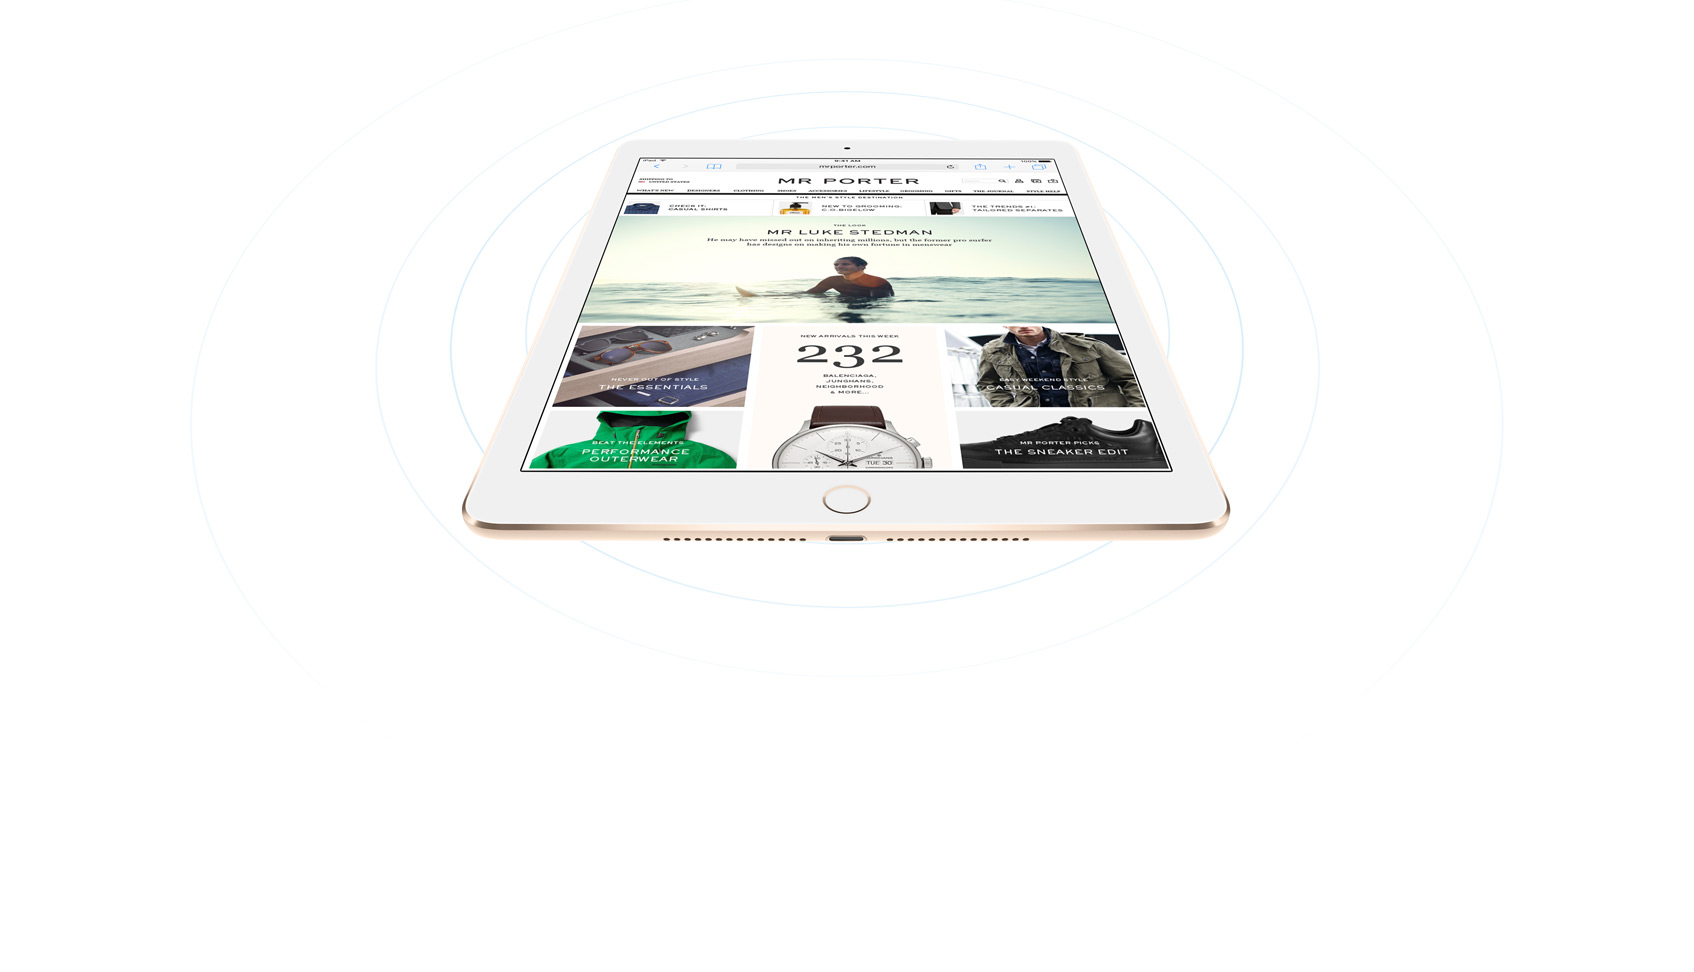 iPad 9:41 AM 100%
mrporter.com
SHIPPING TO
UNITED STATES
MR PORTER
WHAT'S NEW DESIGNERS CLOTHING SHOES ACCESSORIES LIFESTYLE GROOMING GIFTS THE JOURNAL STYLE HELP
THE MEN'S STYLE DESTINATION
CHECK IT:
CASUAL SHIRTS
NEW TO GROOMING:
C.O.BIGELOW
THE TRENDS #1:
TAILORED SEPARATES
THE LOOK
MR LUKE STEDMAN
He may have missed out on inheriting millions, but the former pro surfer
has designs on making his own fortune in menswear
NEVER OUT OF STYLE
THE ESSENTIALS
NEW ARRIVALS THIS WEEK
232
BALENCIAGA,
JUNGHANS,
NEIGHBORHOOD
& MORE...
EASY WEEKEND STYLE
CASUAL CLASSICS
BEAT THE ELEMENTS
PERFORMANCE
OUTERWEAR
TUE 30
MR PORTER PICKS
THE SNEAKER EDIT